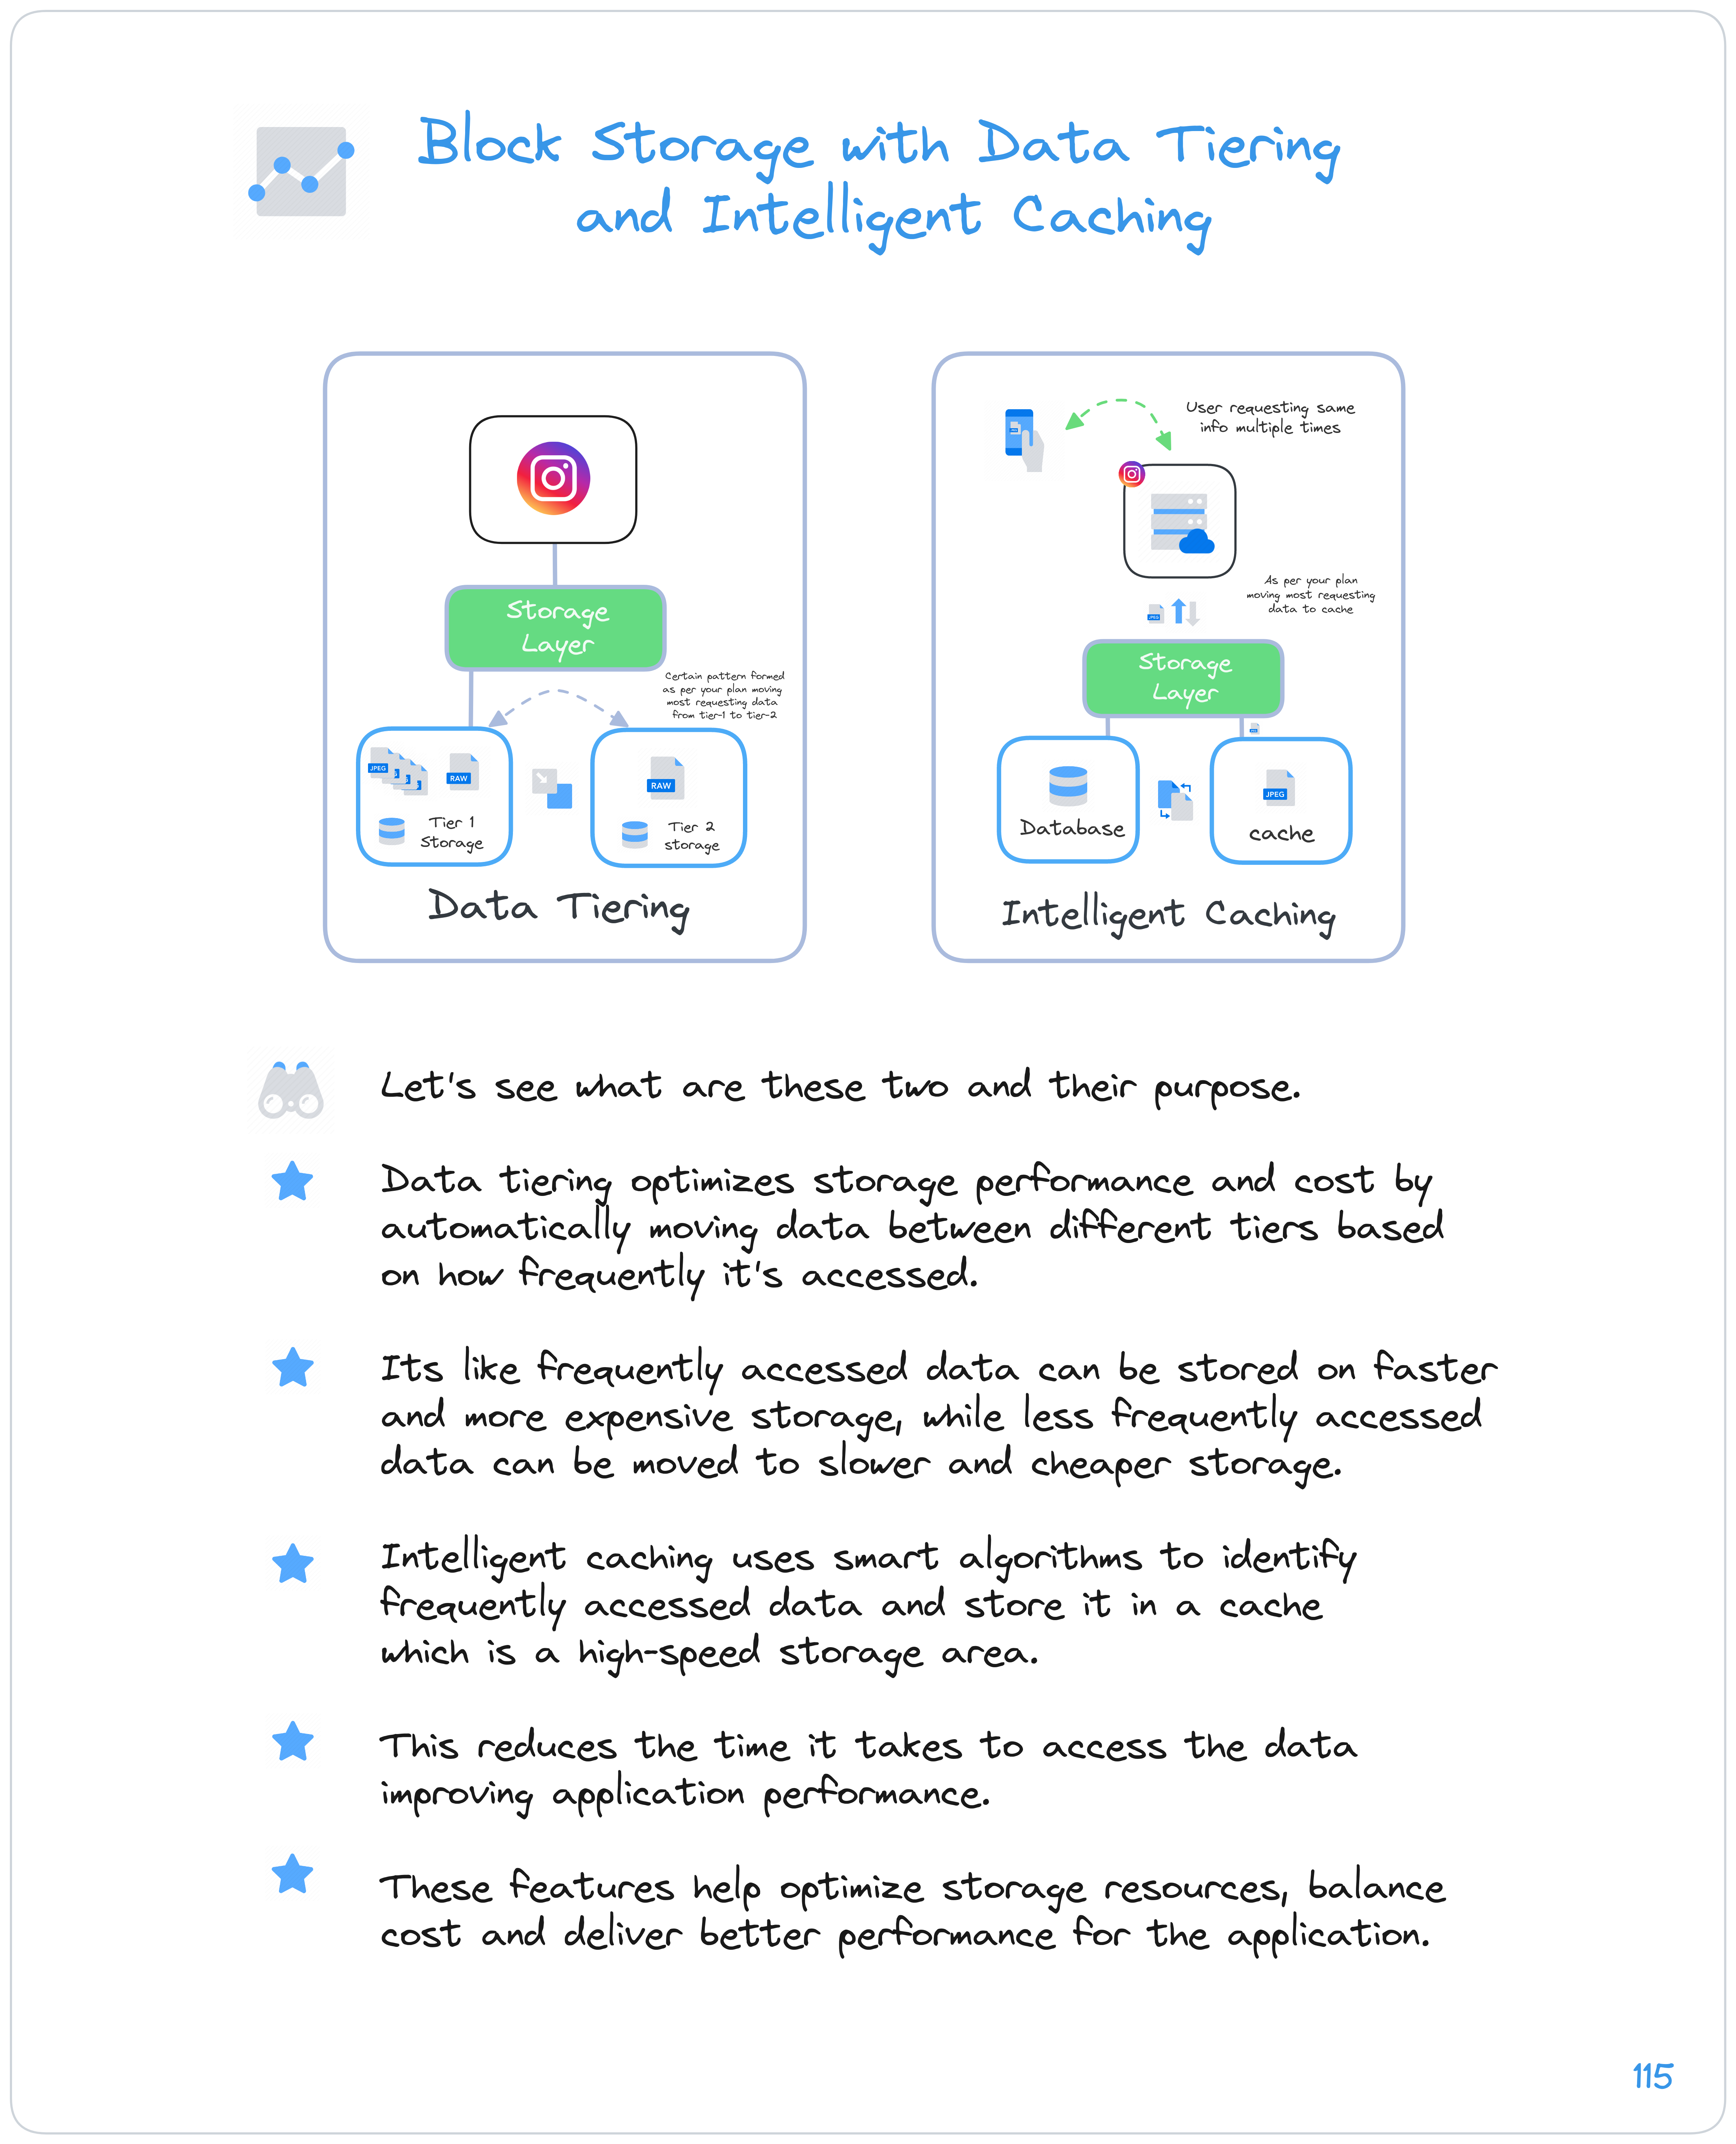 Block Storage with Data Tiering
and Intelligent Caching
Storage
Layer
Certain pattern formed
as per your plan moving
most requesting data
from tier-1 to tier-2
JPEG
RAW
Tier 1
Storage
RAW
Tier 2
storage
Data Tiering
User requesting same
info multiple times
As per your plan
moving most requesting
data to cache
JPEG
Storage
Layer
Database
JPEG
cache
Intelligent Caching
Let's see what are these two and their purpose.
Data tiering optimizes storage performance and cost by
automatically moving data between different tiers based
on how frequently it's accessed.
Its like frequently accessed data can be stored on faster
and more expensive storage, while less frequently accessed
data can be moved to slower and cheaper storage.
Intelligent caching uses smart algorithms to identify
frequently accessed data and store it in a cache
which is a high-speed storage area.
This reduces the time it takes to access the data
improving application performance.
These features help optimize storage resources, balance
cost and deliver better performance for the application.
115